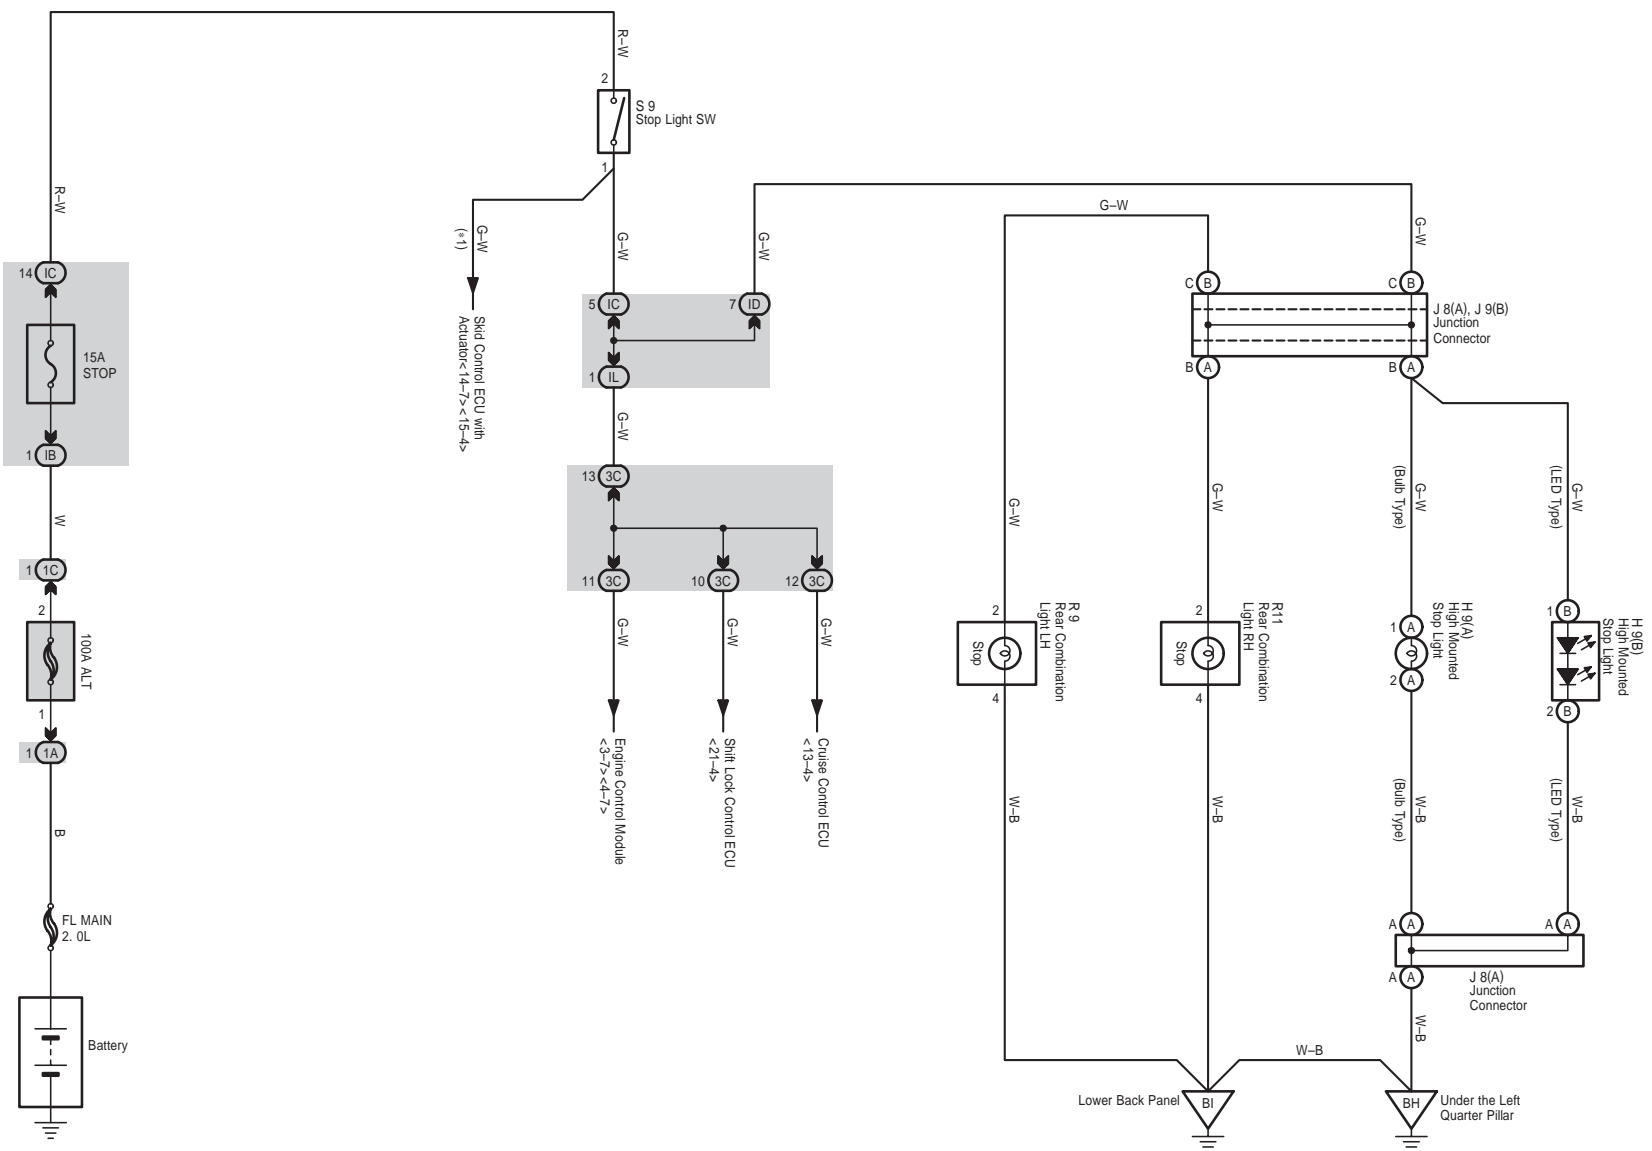 R–W
2
S 9
Stop Light SW
1
R–W
G–W
(*1)
Skid Control ECU with
Actuator<14–7><15–4>
G–W
G–W
G–W
G–W
14 IC
15A
STOP
1 IB
W
1 1C
2
100A ALT
1
1 1A
B
FL MAIN
2. 0L
Battery
5 IC
7 ID
1 IL
G–W
13 3C
11 3C
10 3C
12 3C
G–W
G–W
G–W
Engine Control Module
<3–7><4–7>
Shift Lock Control ECU
<21–4>
Cruise Control ECU
<13–4>
C B
C B
J 8(A), J 9(B)
Junction
Connector
B A
B A
G–W
G–W
G–W
(Bulb Type)
G–W
(LED Type)
2
Stop
4
R 9
Rear Combination
Light LH
2
Stop
4
R11
Rear Combination
Light RH
1 A
2 A
H 9(A)
High Mounted
Stop Light
1 B
2 B
H 9(B)
High Mounted
Stop Light
W–B
W–B
W–B
(Bulb Type)
W–B
(LED Type)
A A
A A
A A
J 8(A)
Junction
Connector
W–B
W–B
Lower Back Panel
BI
BH
Under the Left
Quarter Pillar